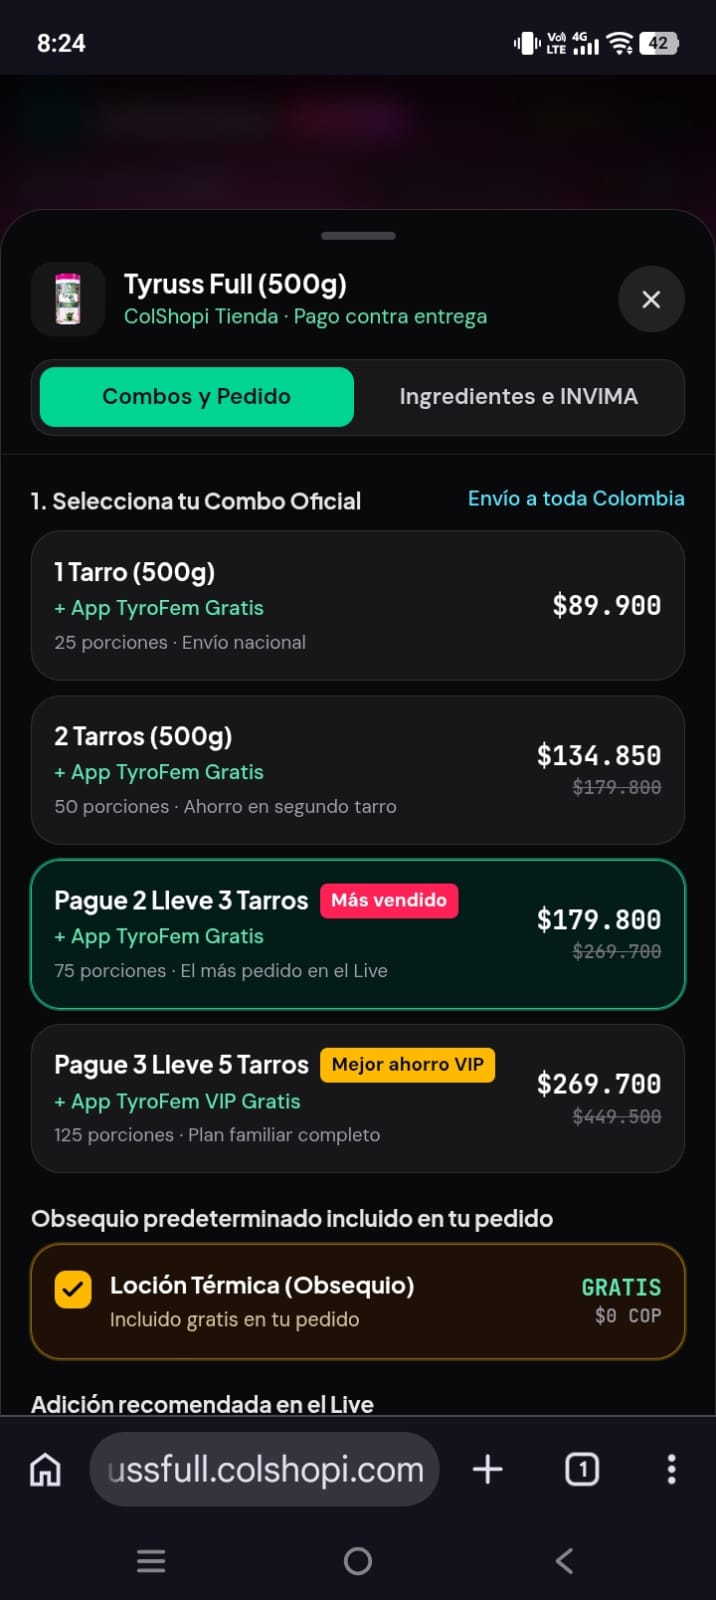 8:24
Vo) 4G
LTE
42
Tyruss Full (500g)
ColShopi Tienda · Pago contra entrega
Combos y Pedido
Ingredientes e INVIMA
1. Selecciona tu Combo Oficial
Envío a toda Colombia
1 Tarro (500g)
+ App TyroFem Gratis
25 porciones · Envío nacional
$89.900
2 Tarros (500g)
+ App TyroFem Gratis
50 porciones · Ahorro en segundo tarro
$134.850
$179.800
Pague 2 Lleve 3 Tarros
Más vendido
+ App TyroFem Gratis
75 porciones · El más pedido en el Live
$179.800
$269.700
Pague 3 Lleve 5 Tarros
Mejor ahorro VIP
+ App TyroFem VIP Gratis
125 porciones · Plan familiar completo
$269.700
$449.500
Obsequio predeterminado incluido en tu pedido
Loción Térmica (Obsequio)
Incluido gratis en tu pedido
GRATIS
$0 COP
Adición recomendada en el Live
ussfull.colshopi.com
1